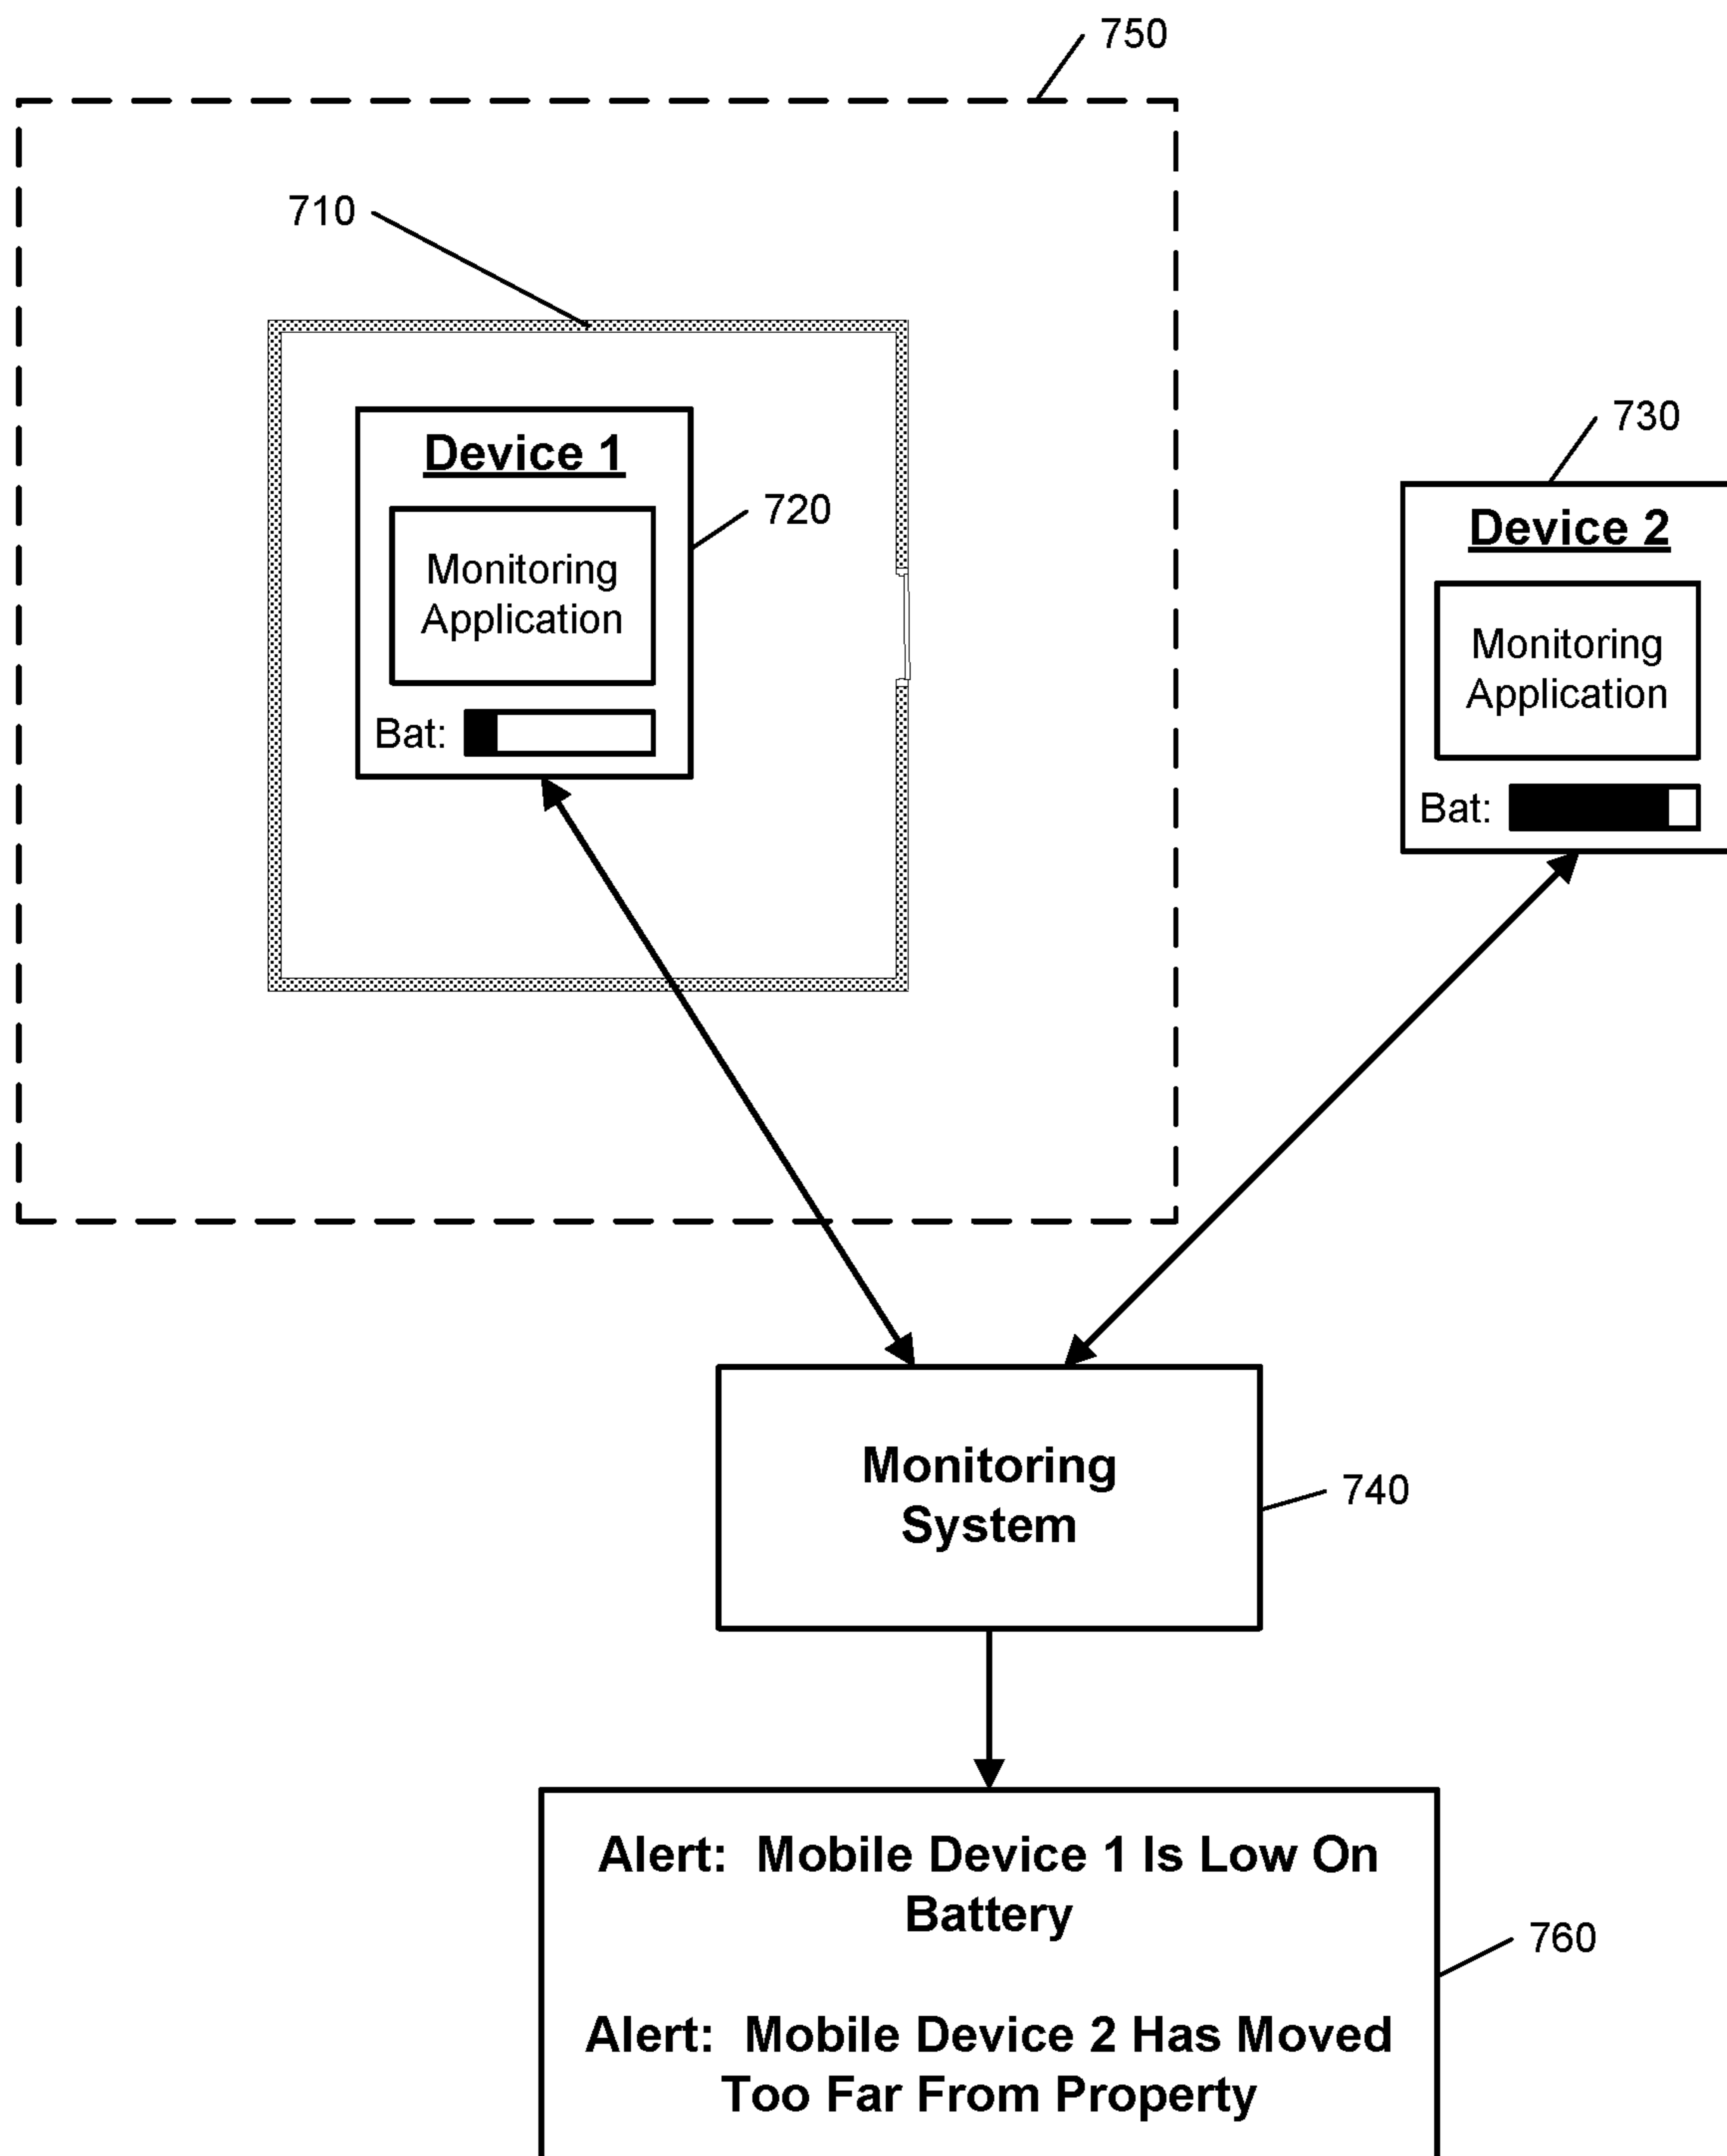 750
710
730
Device 1
720
Device 2
Monitoring
Application
Monitoring
Application
Bat:
Bat:
Monitoring
System
740
Alert: Mobile Device 1 Is Low On
Battery
760
Alert: Mobile Device 2 Has Moved
Too Far From Property